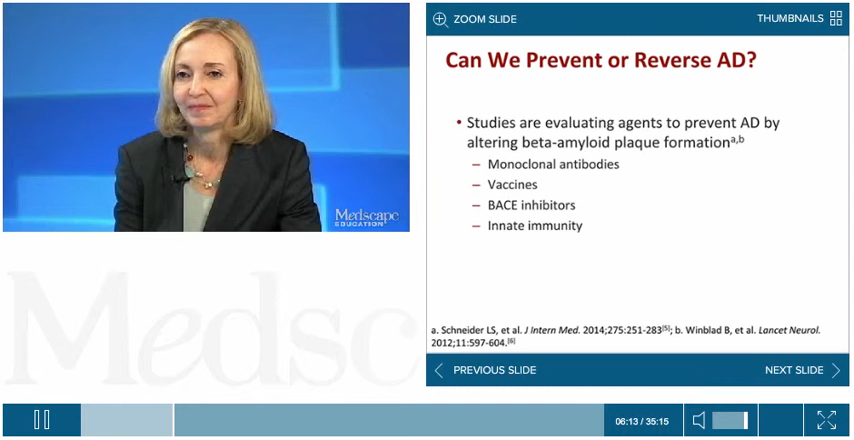 Medscape
EDUCATION
ZOOM SLIDE
THUMBNAILS
Can We Prevent or Reverse AD?
• Studies are evaluating agents to prevent AD by
altering beta-amyloid plaque formationa,b
– Monoclonal antibodies
– Vaccines
– BACE inhibitors
– Innate immunity
a. Schneider LS, et al. J Intern Med. 2014;275:251-283[5]; b. Winblad B, et al. Lancet Neurol.
2012;11:597-604.[6]
PREVIOUS SLIDE
NEXT SLIDE
Medsc
06:13 / 35:15